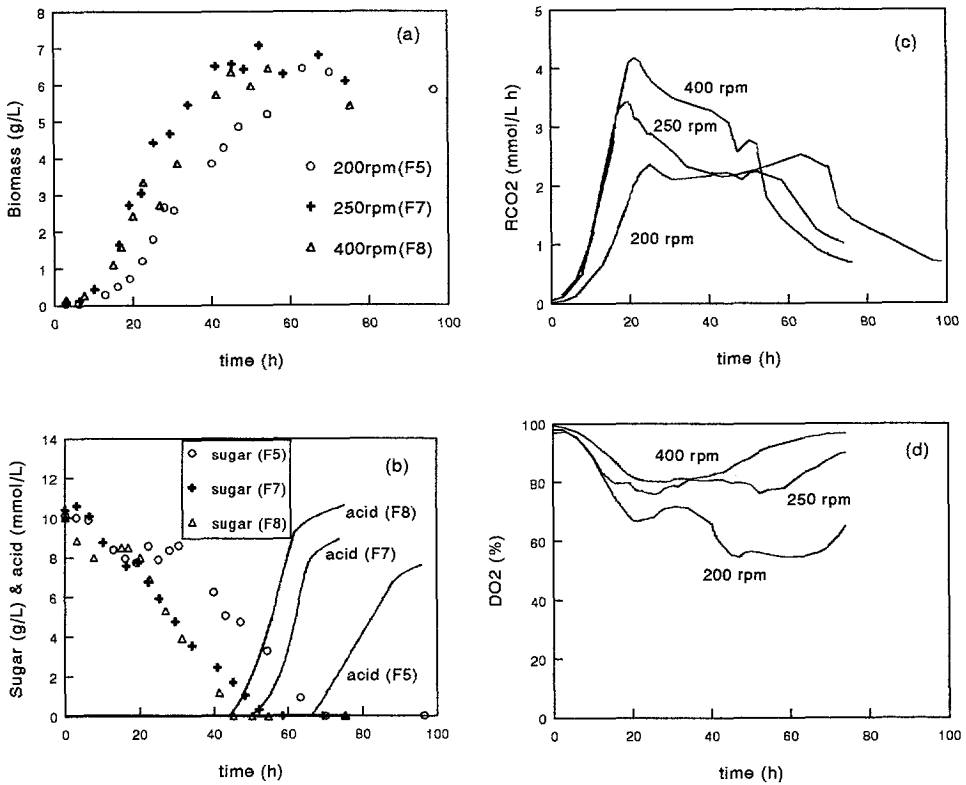 8
7
6
5
4
3
2
1
0
Biomass (g/L)
(a)
200rpm(F5)
250rpm(F7)
400rpm(F8)
0
20
40
60
80
100
time (h)
5
4
3
2
1
0
RCO2 (mmol/L h)
(c)
400 rpm
250 rpm
200 rpm
0
20
40
60
80
100
time (h)
14
12
10
8
6
4
2
0
Sugar (g/L) & acid (mmol/L)
sugar (F5)
sugar (F7)
sugar (F8)
(b)
acid (F8)
acid (F7)
acid (F5)
0
20
40
60
80
100
time (h)
100
80
60
40
20
0
DO2 (%)
(d)
400 rpm
250 rpm
200 rpm
0
20
40
60
80
100
time (h)